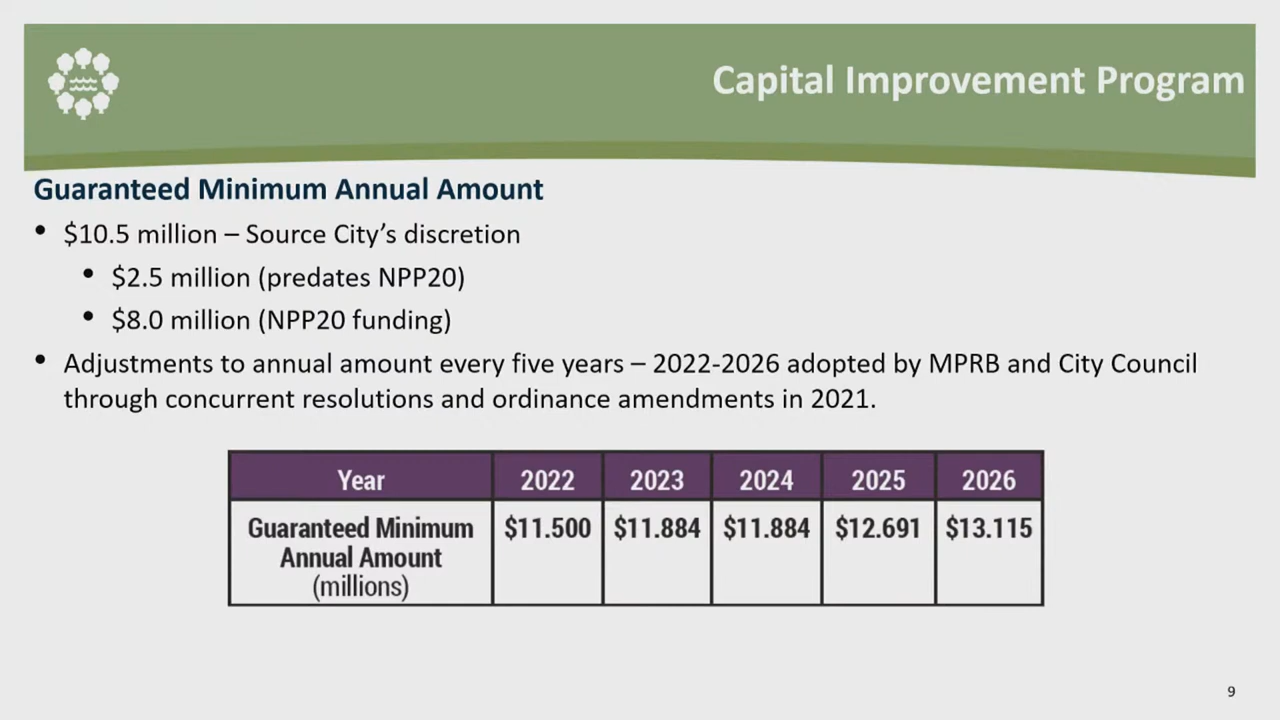 Capital Improvement Program
Guaranteed Minimum Annual Amount
• $10.5 million – Source City's discretion
• $2.5 million (predates NPP20)
• $8.0 million (NPP20 funding)
• Adjustments to annual amount every five years – 2022-2026 adopted by MPRB and City Council
through concurrent resolutions and ordinance amendments in 2021.
Year 2022 2023 2024 2025 2026
Guaranteed Minimum $11.500 $11.884 $11.884 $12.691 $13.115
Annual Amount
(millions)
9